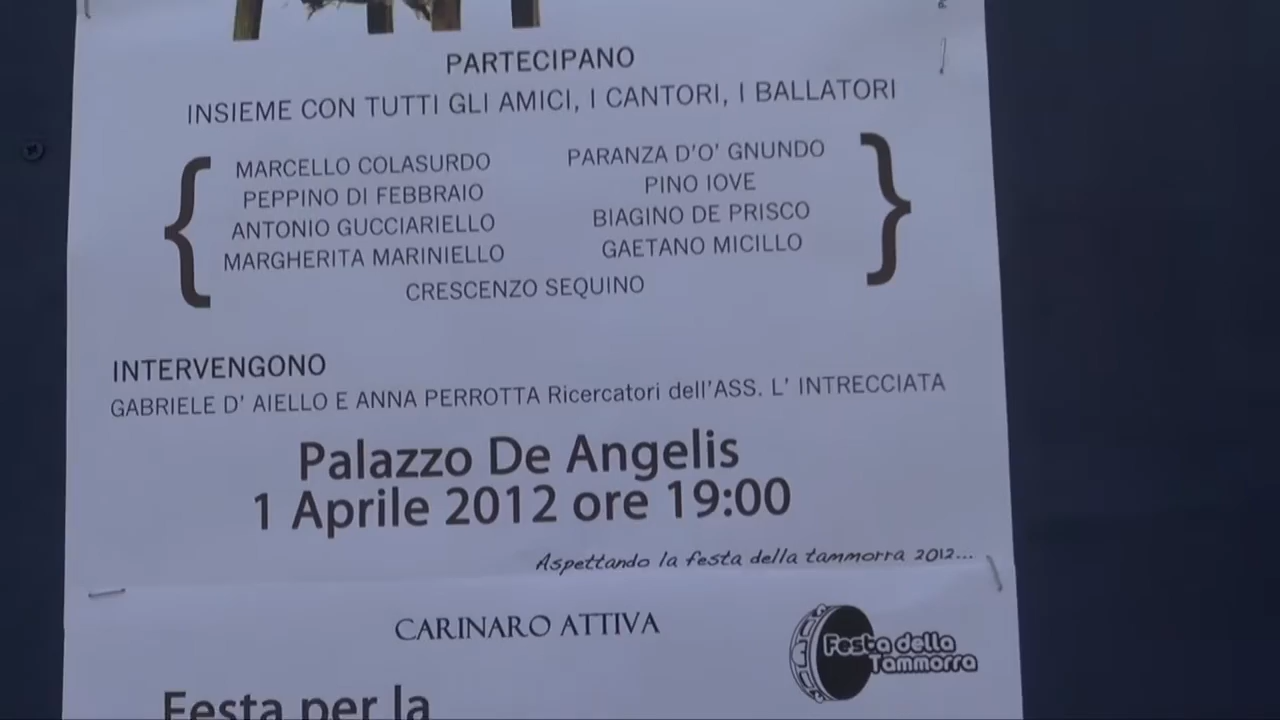 PARTECIPANO
INSIEME CON TUTTI GLI AMICI, I CANTORI, I BALLATORI
MARCELLO COLASURDO
PEPPINO DI FEBBRAIO
ANTONIO GUCCIARIELLO
MARGHERITA MARINIELLO
PARANZA D'O' GNUNDO
PINO IOVE
BIAGINO DE PRISCO
GAETANO MICILLO
CRESCENZO SEQUINO
INTERVENGONO
GABRIELE D' AIELLO E ANNA PERROTTA Ricercatori dell'ASS. L' INTRECCIATA
Palazzo De Angelis
1 Aprile 2012 ore 19:00
Aspettando la festa della tammorra 2012...
CARINARO ATTIVA
Festa della
Tammorra
Festa per la